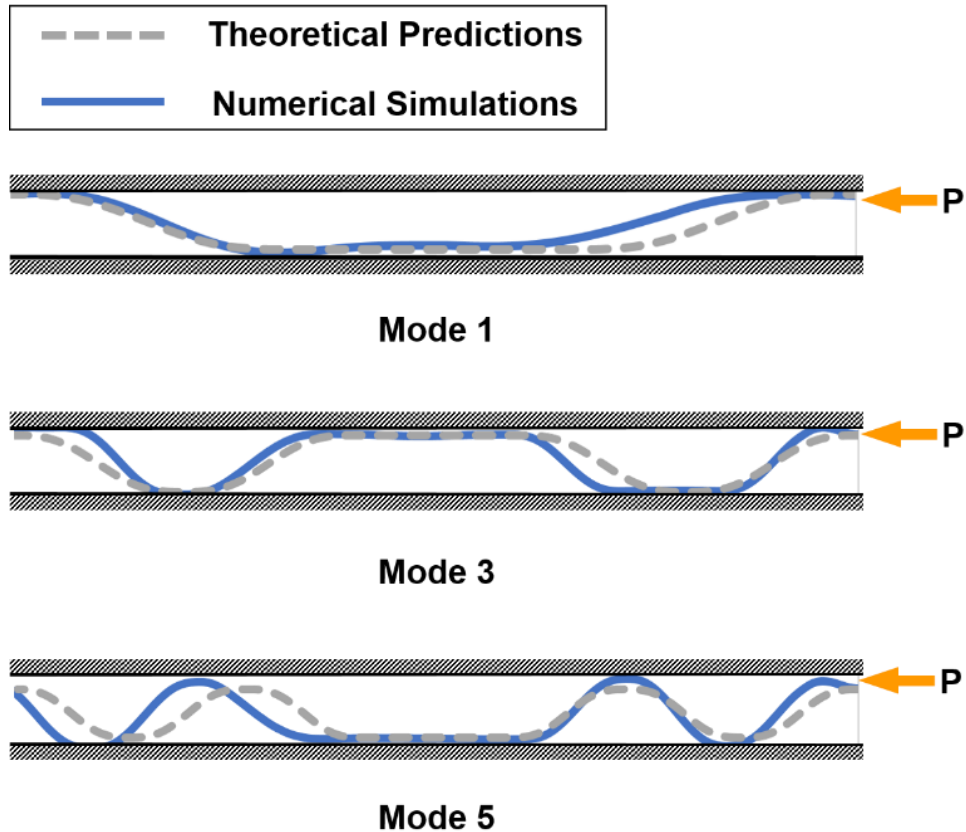 Theoretical Predictions
Numerical Simulations
P
Mode 1
P
Mode 3
P
Mode 5